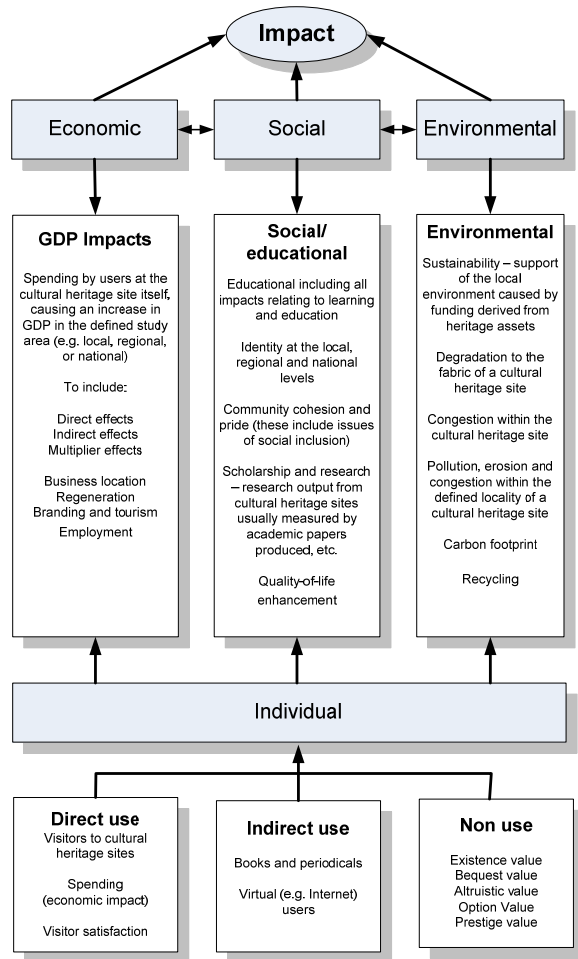 Impact
Economic
Social
Environmental
GDP Impacts
Spending by users at the
cultural heritage site itself,
causing an increase in
GDP in the defined study
area (e.g. local, regional,
or national)
To include:
Direct effects
Indirect effects
Multiplier effects
Business location
Regeneration
Branding and tourism
Employment
Social/
educational
Educational including all
impacts relating to learning
and education
Identity at the local,
regional and national
levels
Community cohesion and
pride (these include issues
of social inclusion)
Scholarship and research
– research output from
cultural heritage sites
usually measured by
academic papers
produced, etc.
Quality-of-life
enhancement
Environmental
Sustainability – support
of the local
environment caused by
funding derived from
heritage assets
Degradation to the
fabric of a cultural
heritage site
Congestion within the
cultural heritage site
Pollution, erosion and
congestion within the
defined locality of a
cultural heritage site
Carbon footprint
Recycling
Individual
Direct use
Visitors to cultural
heritage sites
Spending
(economic impact)
Visitor satisfaction
Indirect use
Books and periodicals
Virtual (e.g. Internet)
users
Non use
Existence value
Bequest value
Altruistic value
Option Value
Prestige value